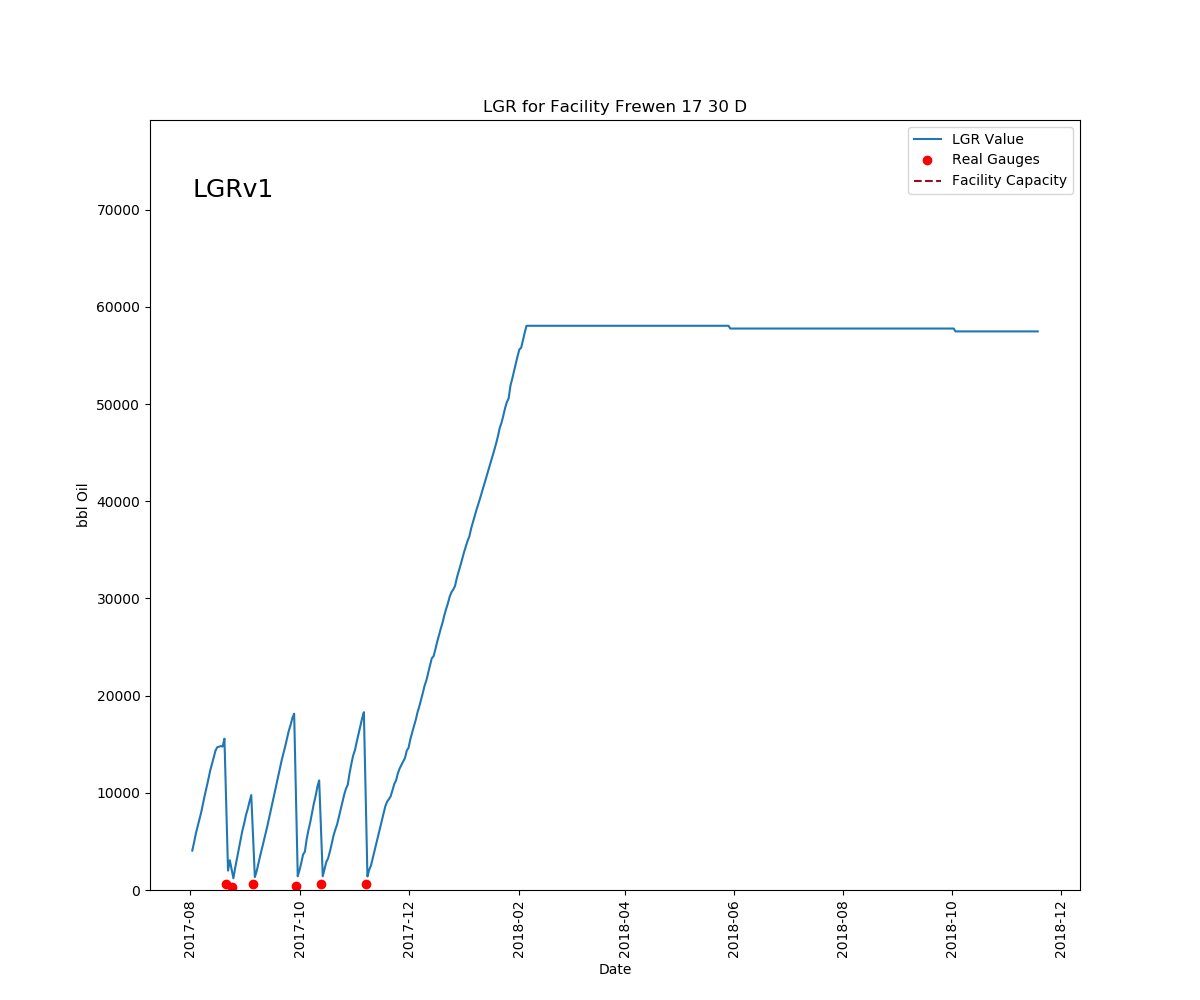 LGR for Facility Frewen 17 30 D
LGRv1
LGR Value
Real Gauges
Facility Capacity
bbl Oil
70000
60000
50000
40000
30000
20000
10000
0
2017-08
2017-10
2017-12
2018-02
2018-04
2018-06
2018-08
2018-10
2018-12
Date